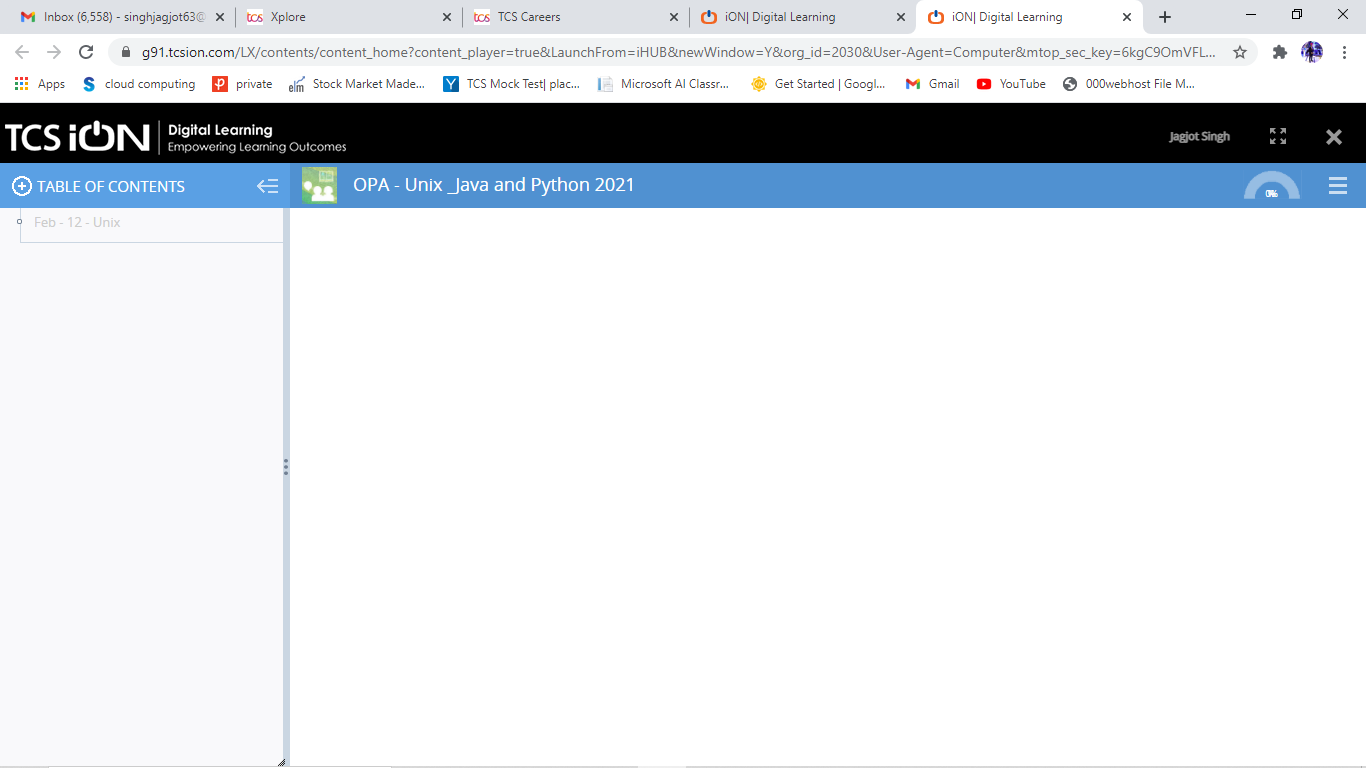 Inbox (6,558) - singhjagjot63@
Xplore
TCS Careers
iON| Digital Learning
iON| Digital Learning
g91.tcsion.com/LX/contents/content_home?content_player=true&LaunchFrom=iHUB&newWindow=Y&org_id=2030&User-Agent=Computer&mtop_sec_key=6kgC9OmVFL...
Apps
cloud computing
private
Stock Market Made...
TCS Mock Test| plac...
Microsoft AI Classr...
Get Started | Googl...
Gmail
YouTube
000webhost File M...
TCS iON
Digital Learning
Empowering Learning Outcomes
Jagjot Singh
TABLE OF CONTENTS
OPA - Unix _Java and Python 2021
0%
Feb - 12 - Unix